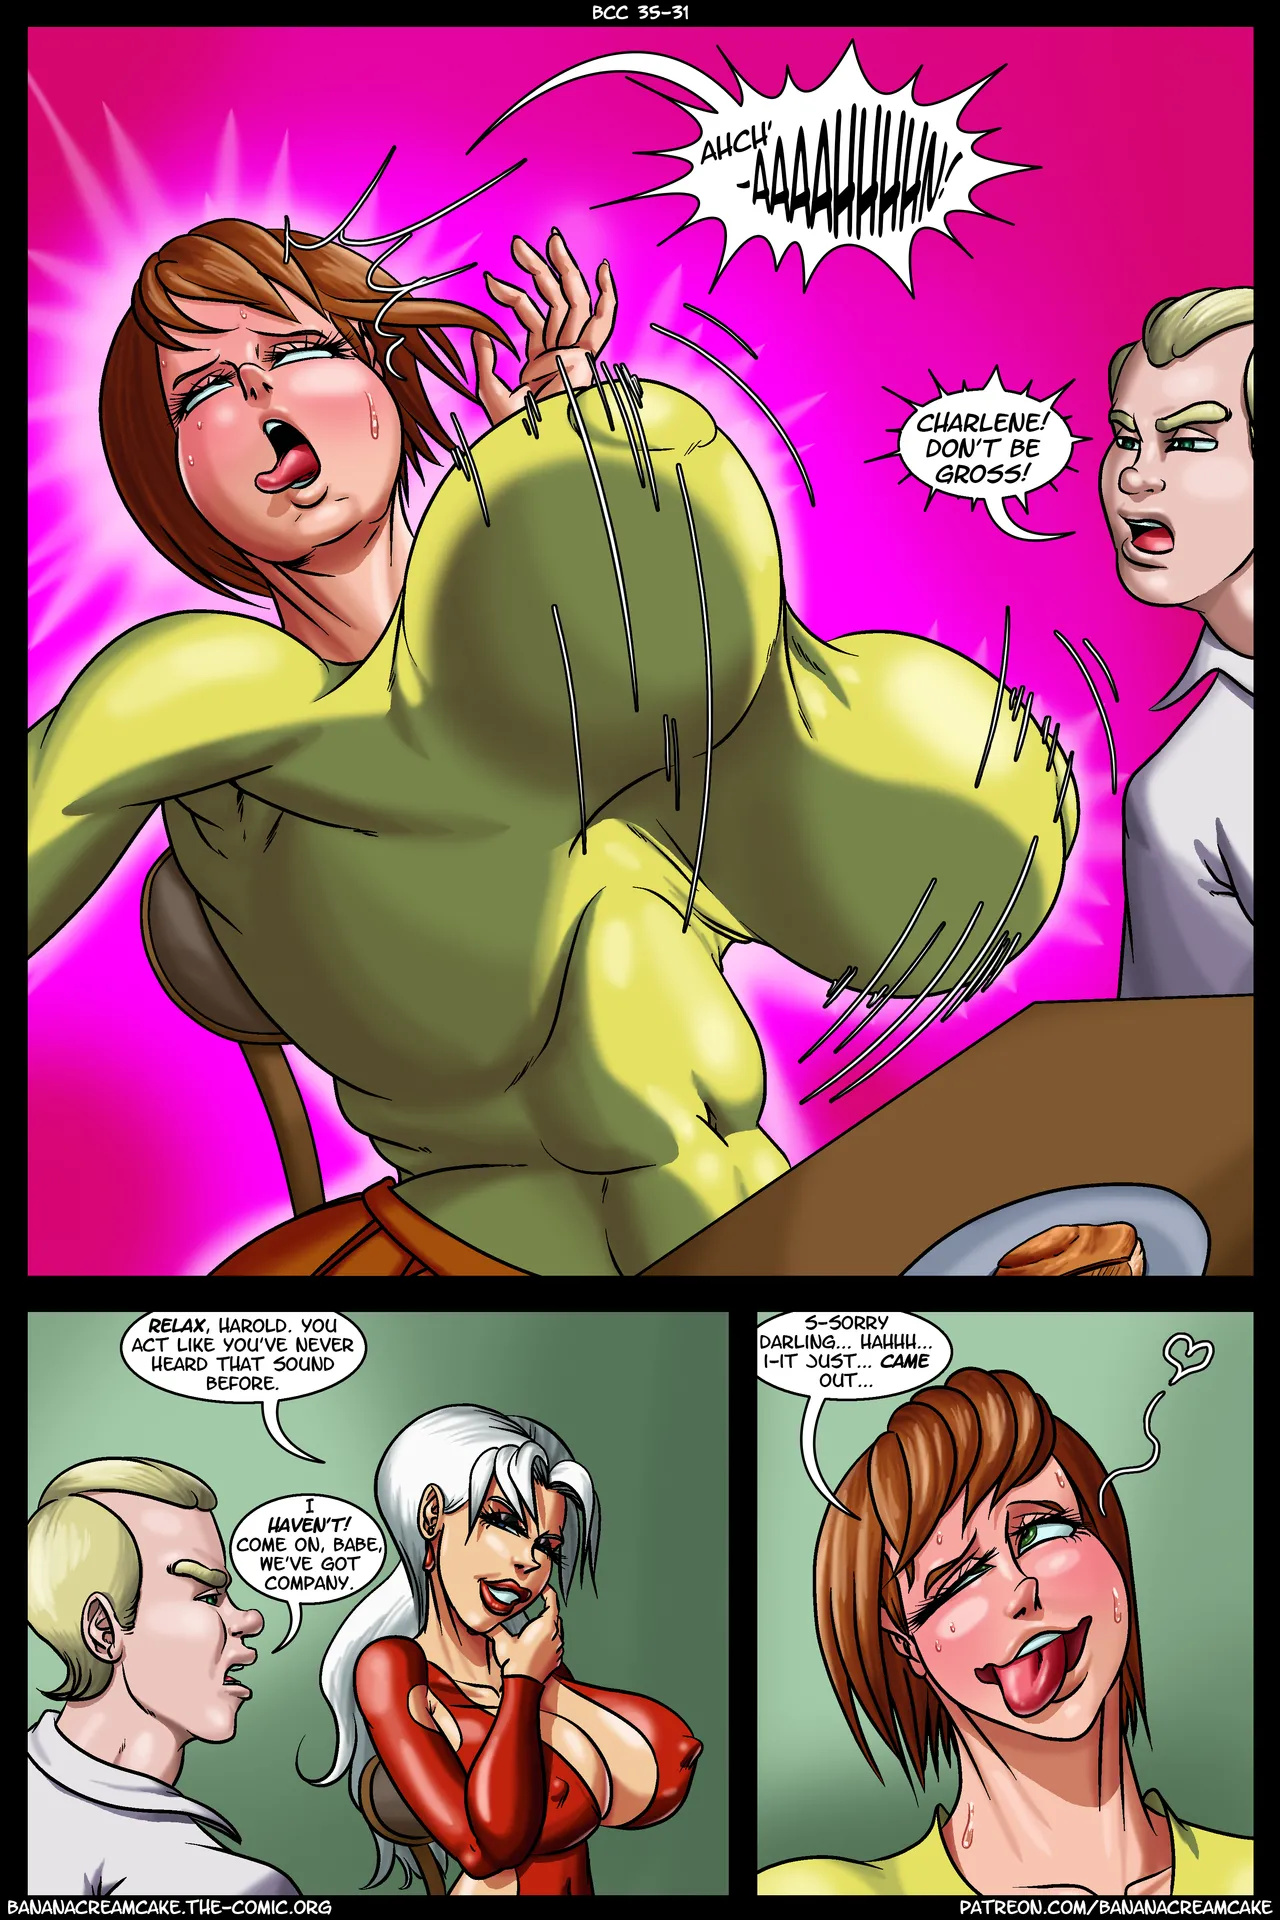 BCC 35-31
AHCH'
-AAAAHHHHN!
CHARLENE!
DON'T BE
GROSS!
RELAX, HAROLD. YOU
ACT LIKE YOU'VE NEVER
HEARD THAT SOUND
BEFORE.
I
HAVEN'T!
COME ON, BABE,
WE'VE GOT
COMPANY.
S-SORRY
DARLING... HAHHH...
I-IT JUST... CAME
OUT...
BANANACREAMCAKE.THE-COMIC.ORG
PATREON.COM/BANANACREAMCAKE